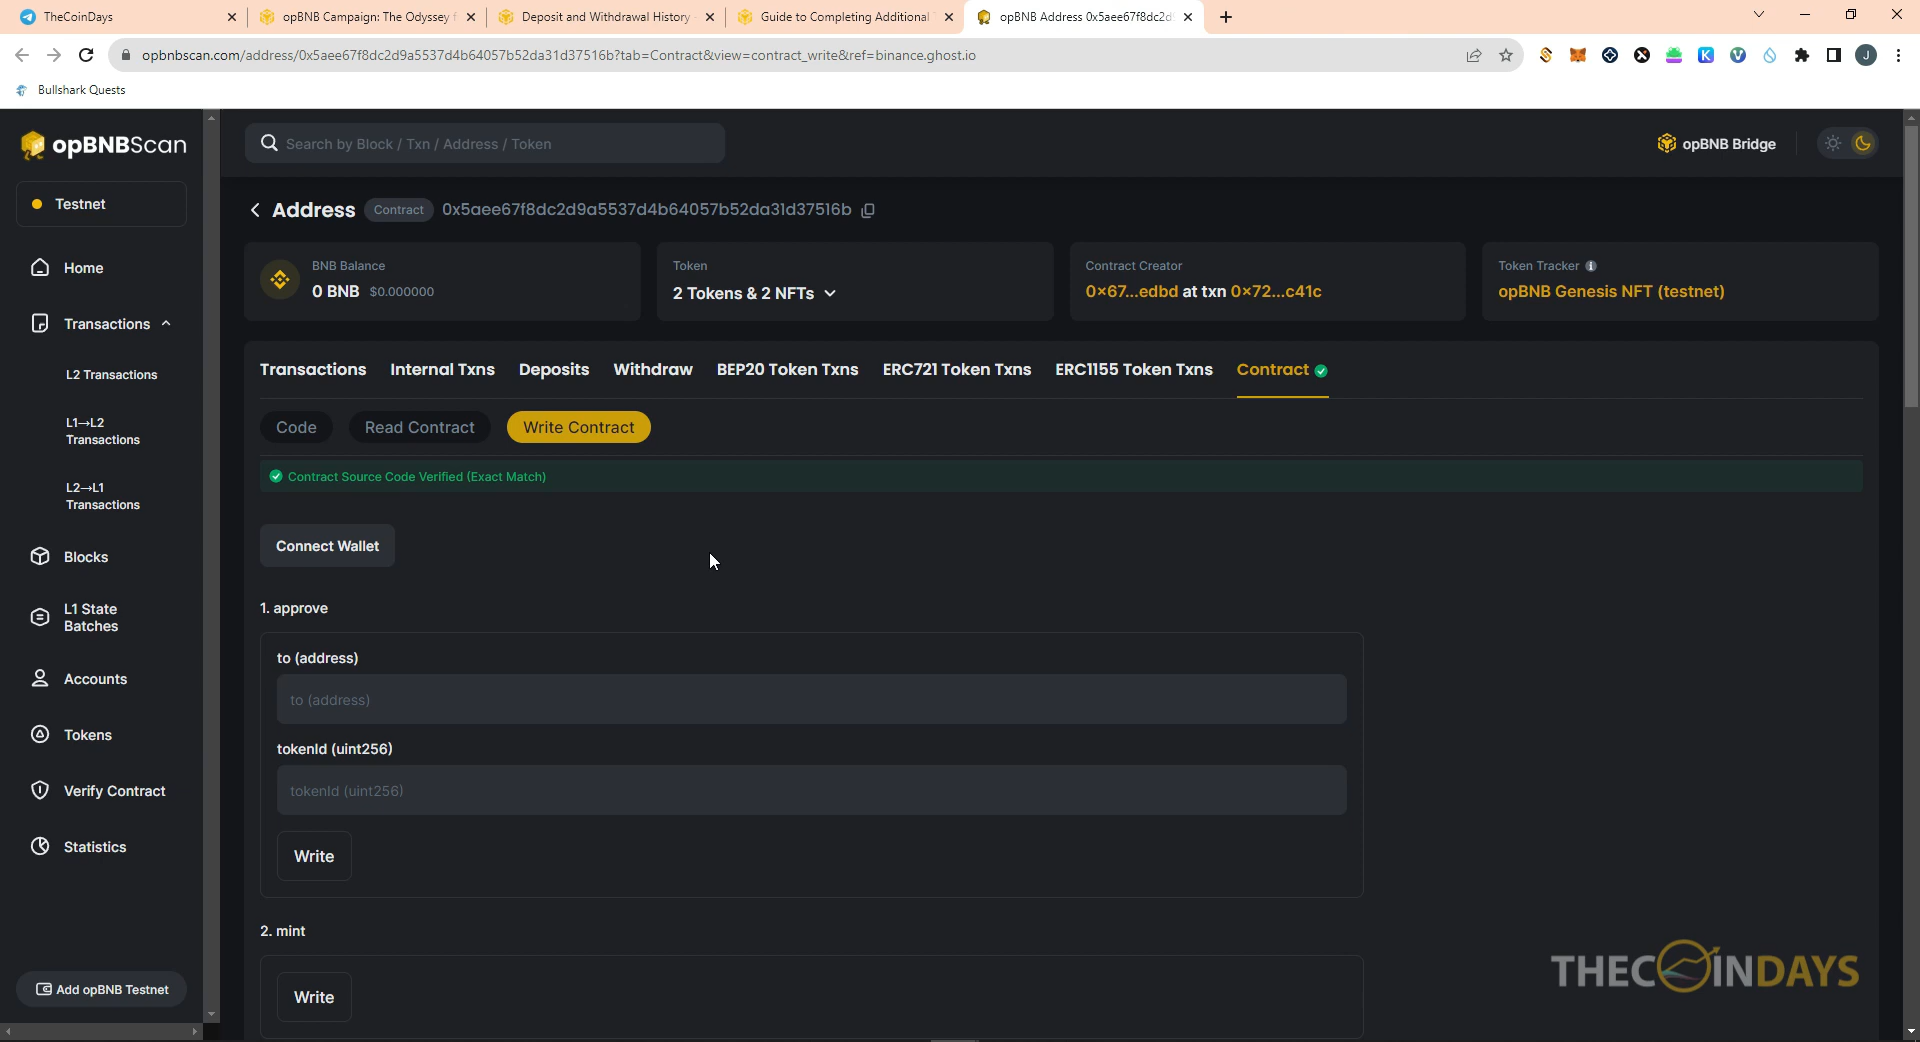 TheCoinDays
opBNB Campaign: The Odyssey f
Deposit and Withdrawal History
Guide to Completing Additional
opBNB Address 0x5aee67f8dc2d
opbnbscan.com/address/0x5aee67f8dc2d9a5537d4b64057b52da31d37516b?tab=Contract&view=contract_write&ref=binance.ghost.io
J
Bullshark Quests
opBNBScan
Search by Block / Txn / Address / Token
opBNB Bridge
Testnet
Home
Transactions
L2 Transactions
L1→L2
Transactions
L2→L1
Transactions
Blocks
L1 State
Batches
Accounts
Tokens
Verify Contract
Statistics
Add opBNB Testnet
Address Contract 0x5aee67f8dc2d9a5537d4b64057b52da31d37516b
BNB Balance
0 BNB $0.000000
Token
2 Tokens & 2 NFTs
Contract Creator
0x67...edbd at txn 0x72...c41c
Token Tracker
opBNB Genesis NFT (testnet)
Transactions Internal Txns Deposits Withdraw BEP20 Token Txns ERC721 Token Txns ERC1155 Token Txns Contract
Code Read Contract Write Contract
Contract Source Code Verified (Exact Match)
Connect Wallet
1. approve
to (address)
to (address)
tokenId (uint256)
tokenId (uint256)
Write
2. mint
Write
THECOINDAYS